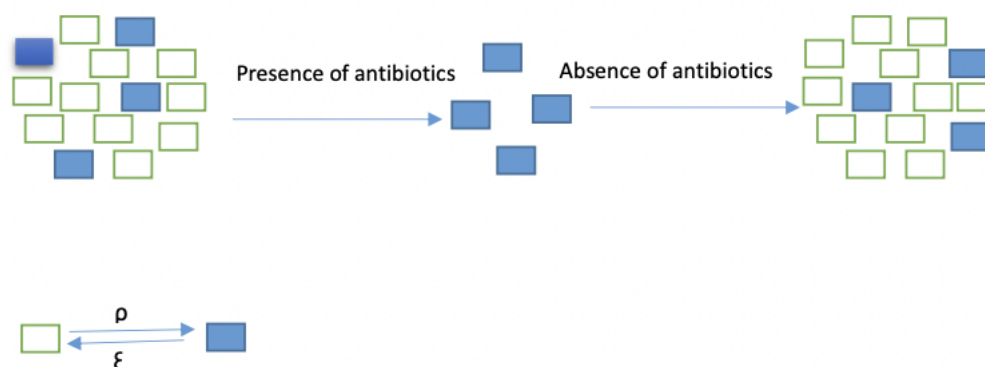 Presence of antibiotics
Absence of antibiotics
ρ
ξ